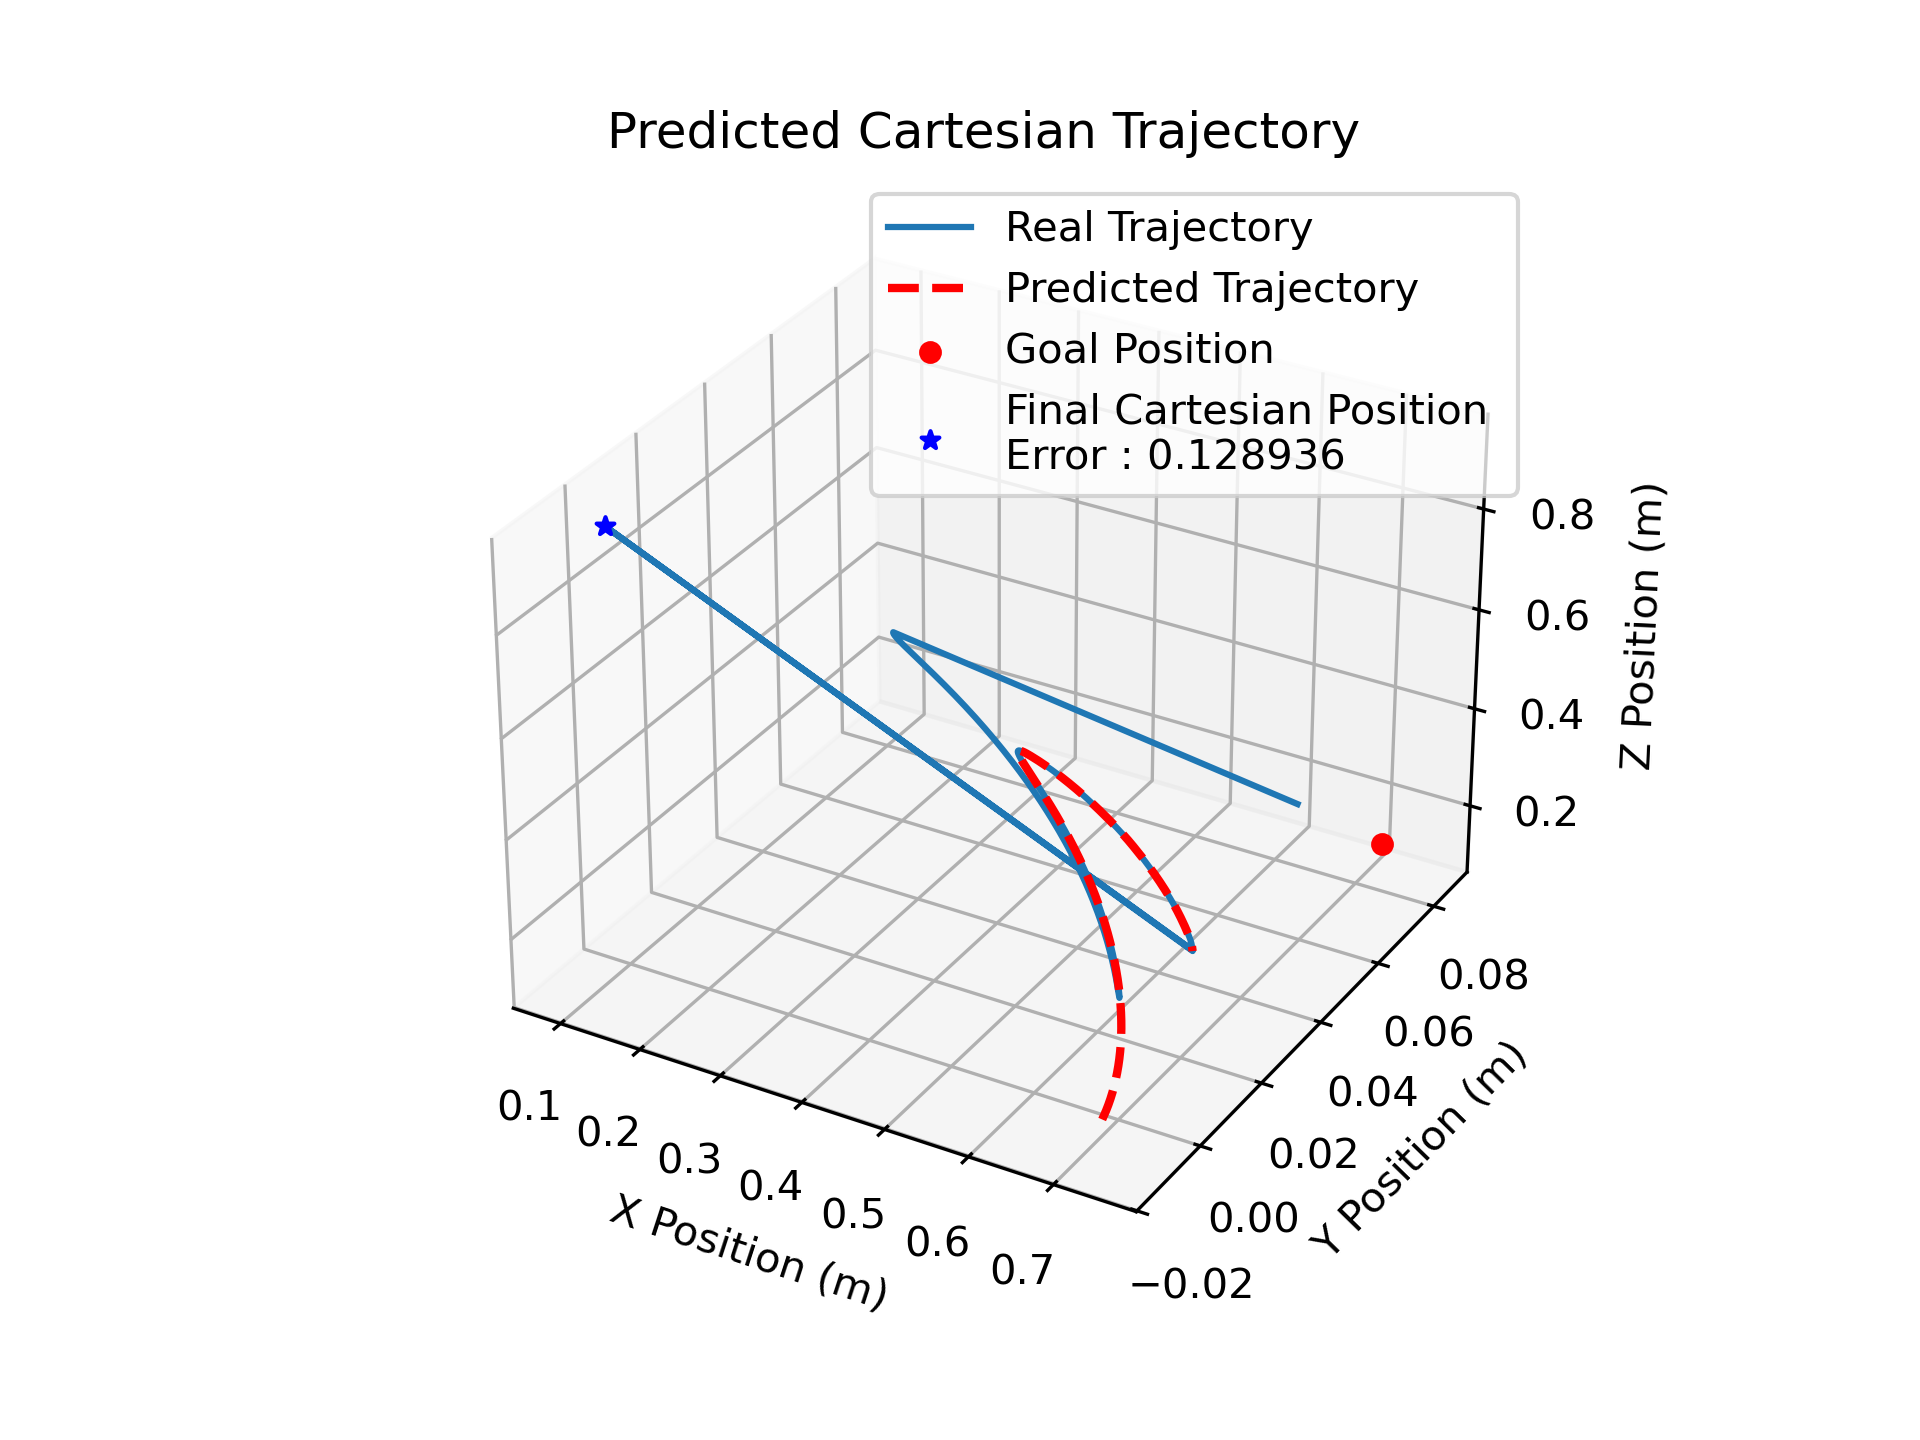 Predicted Cartesian Trajectory
Real Trajectory
Predicted Trajectory
Goal Position
Final Cartesian Position
Error : 0.128936
0.8
0.6
0.4
0.2
Z Position (m)
0.08
0.06
0.04
0.02
0.00
−0.02
Y Position (m)
0.1
0.2
0.3
0.4
0.5
0.6
0.7
X Position (m)